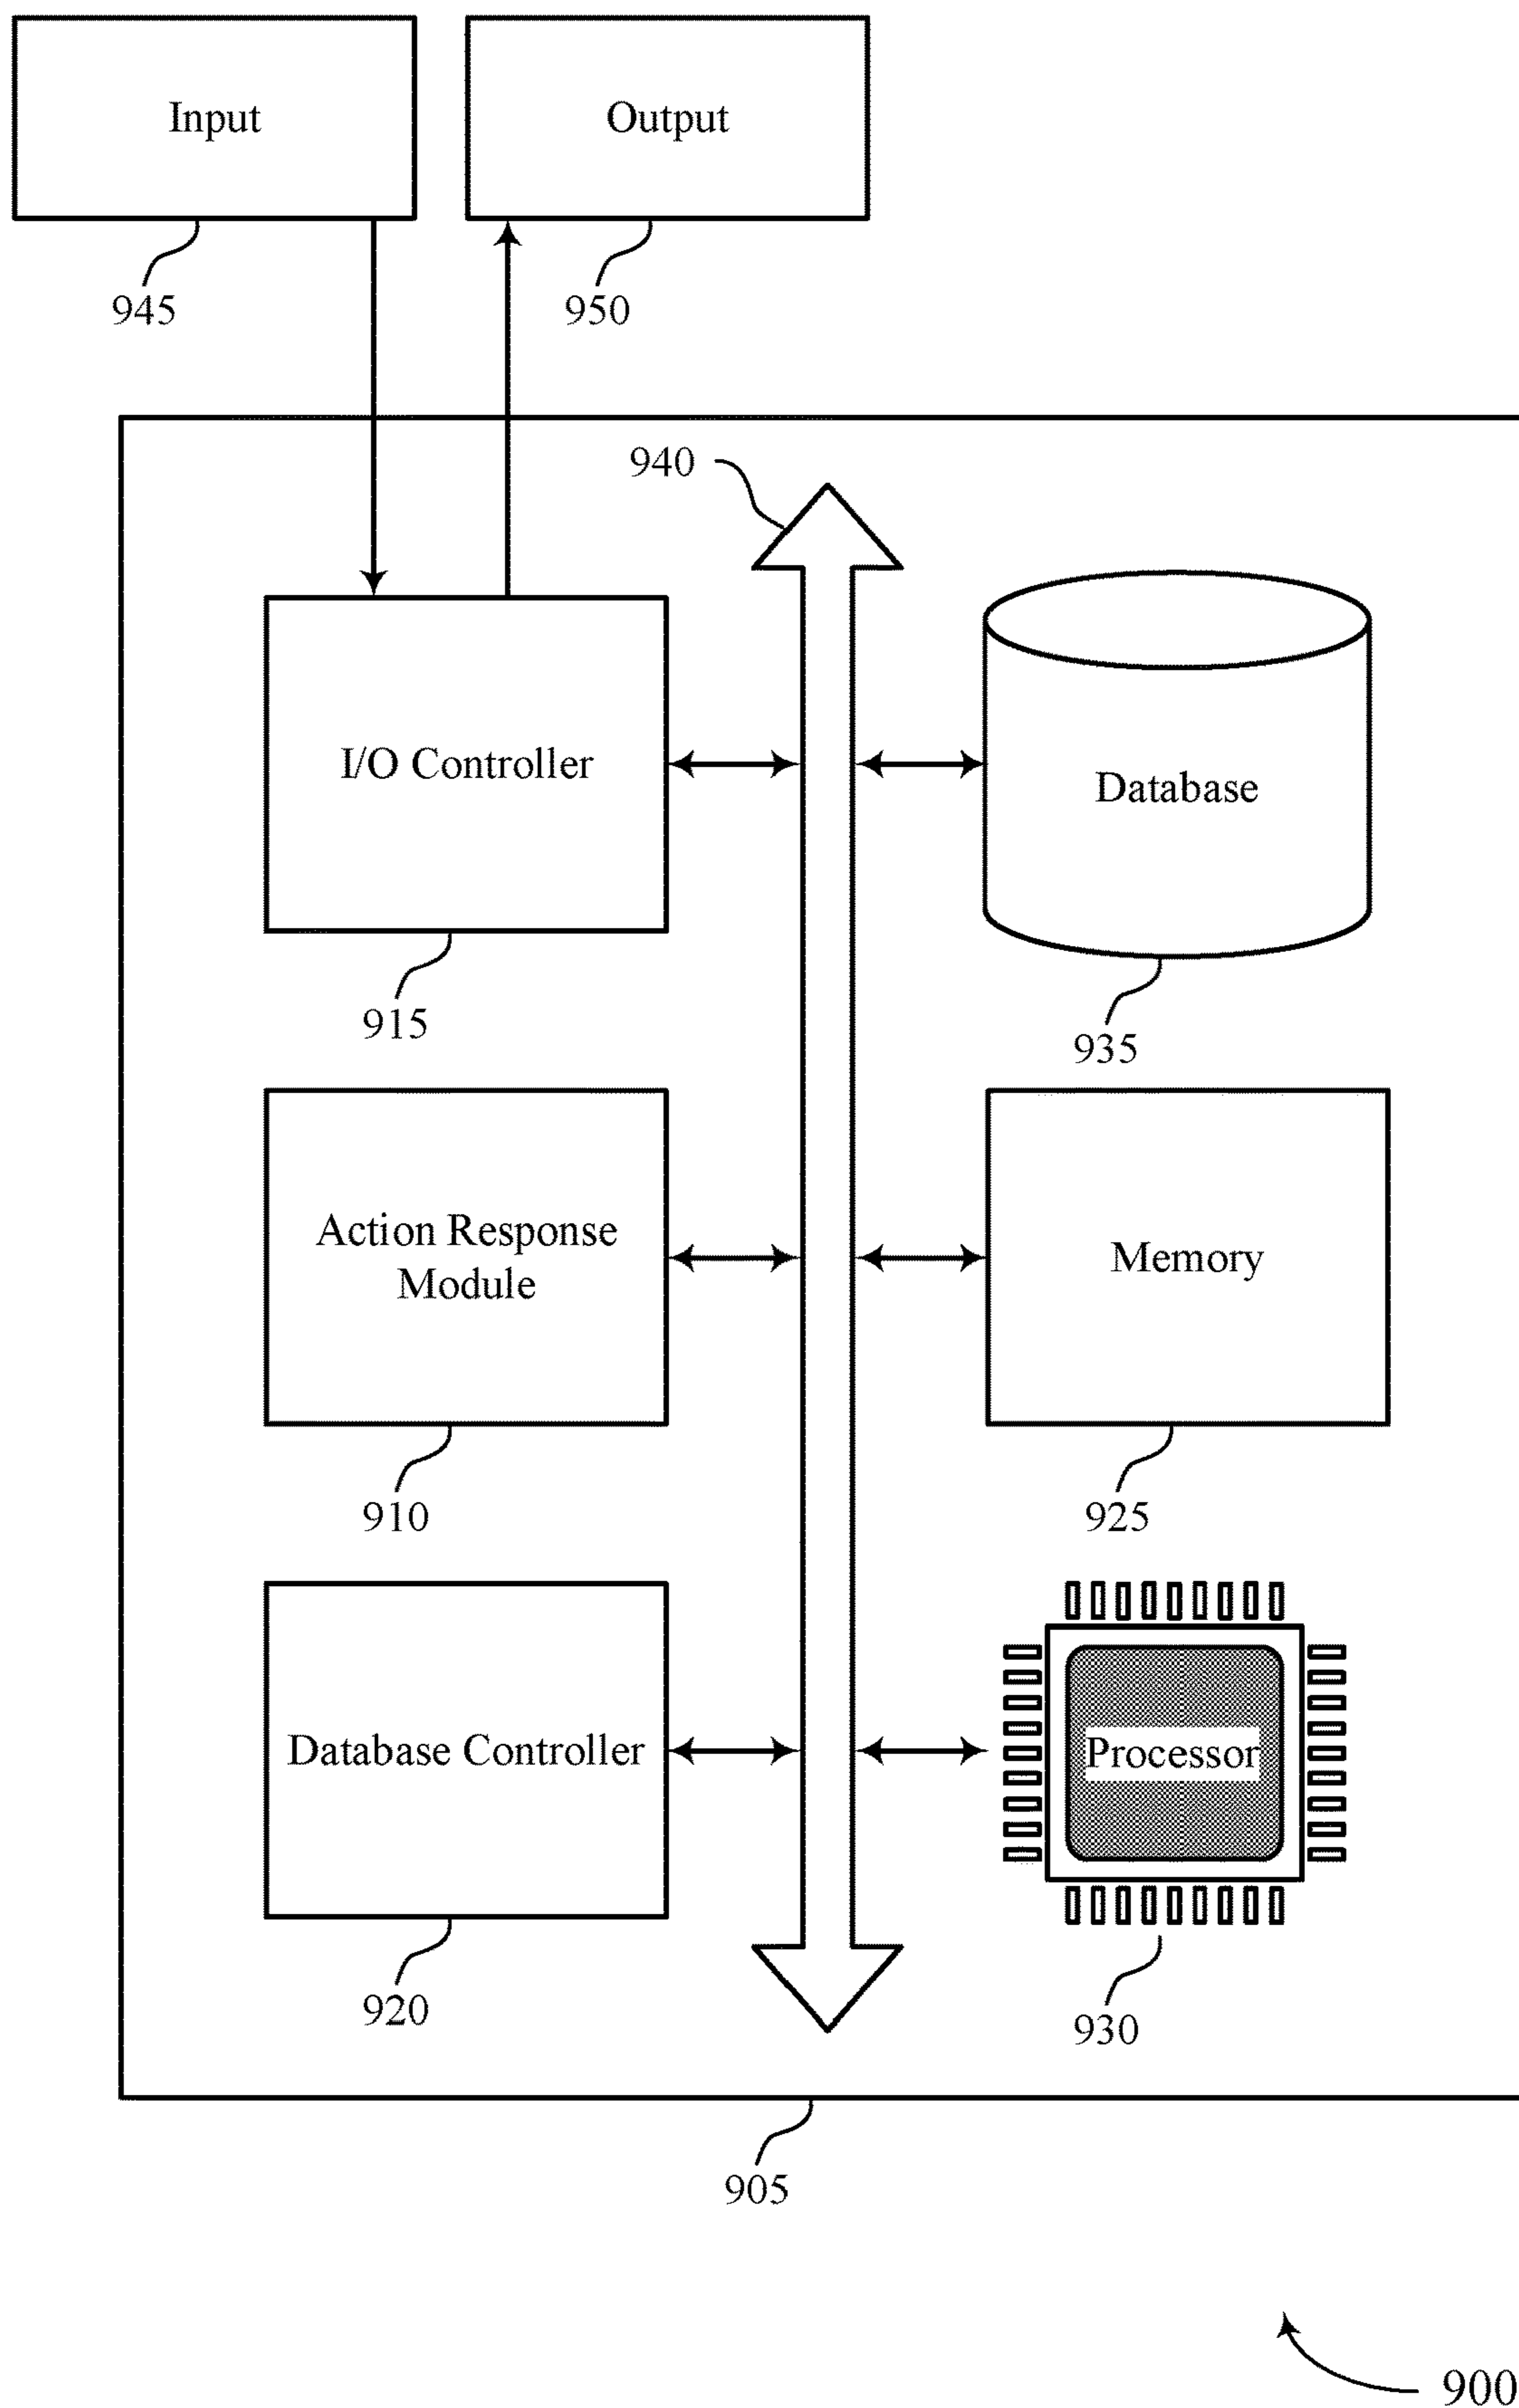 Input
Output
945
950
940
I/O Controller
Database
915
935
Action Response
Module
Memory
910
925
Database Controller
Processor
920
930
905
900